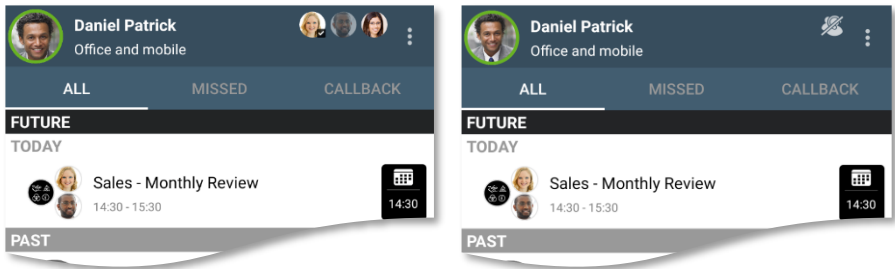 Daniel Patrick
Office and mobile
ALL MISSED CALLBACK
FUTURE
TODAY
Sales - Monthly Review
14:30 - 15:30
14:30
PAST
Daniel Patrick
Office and mobile
ALL MISSED CALLBACK
FUTURE
TODAY
Sales - Monthly Review
14:30 - 15:30
14:30
PAST